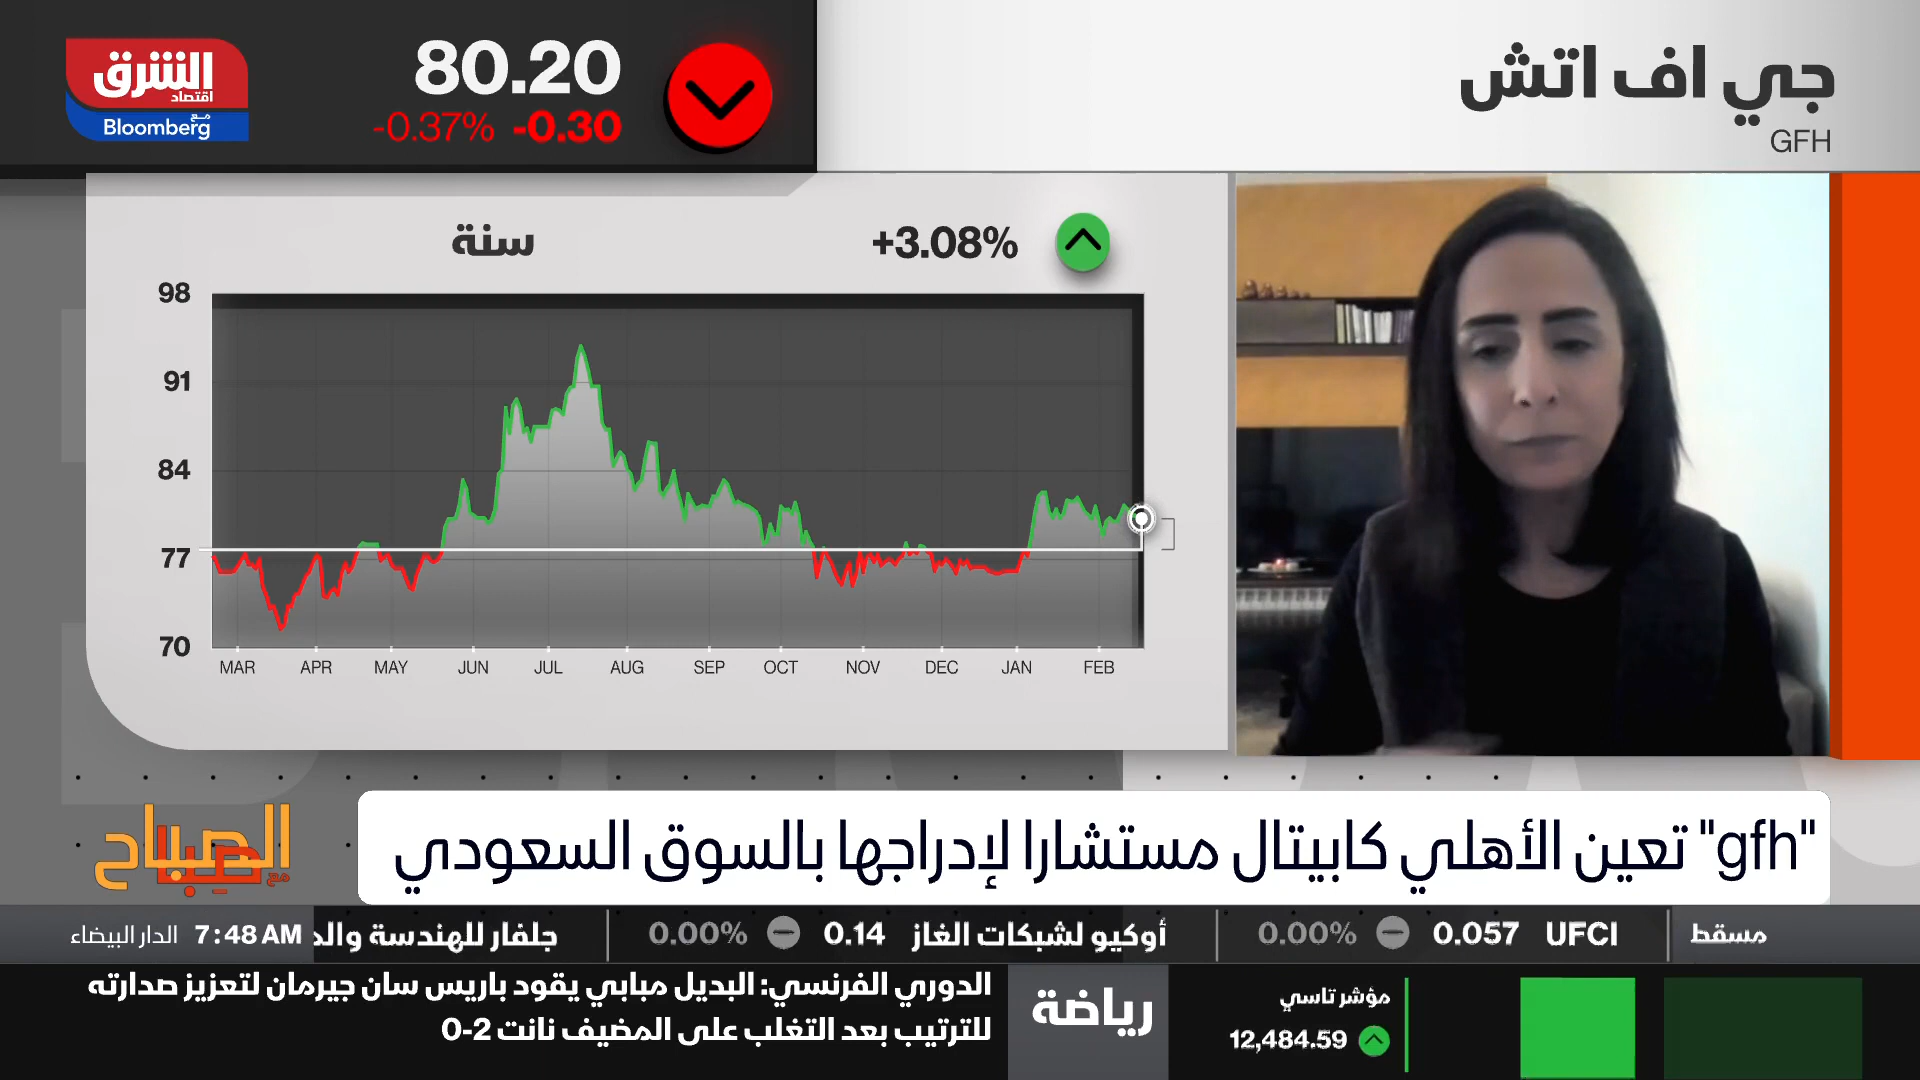 جي اف اتش
GFH
80.20
-0.37% -0.30
الشرق
اقتصاد
مع
Bloomberg
سنة
+3.08%
98
91
84
77
70
MAR APR MAY JUN JUL AUG SEP OCT NOV DEC JAN FEB
الصباح
مع صبا
"gfh" تعين الأهلي كابيتال مستشارا لإدراجها بالسوق السعودي
مسقط
UFCI 0.057 0.00%
أوكيو لشبكات الغاز 0.14 0.00%
جلفار للهندسة والم
7:48 AM الدار البيضاء
مؤشر تاسي
12,484.59
رياضة
الدوري الفرنسي: البديل مبابي يقود باريس سان جيرمان لتعزيز صدارته
للترتيب بعد التغلب على المضيف نانت 2-0